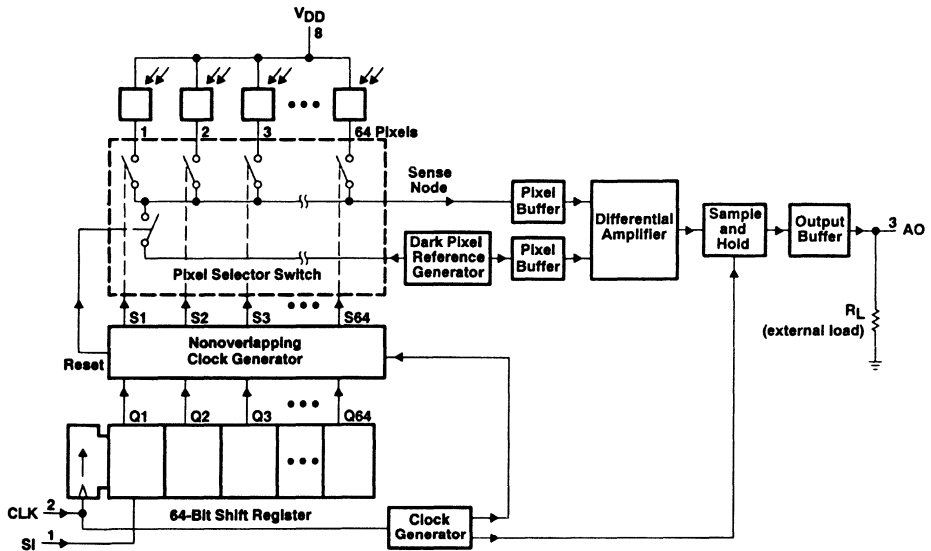 VDD
8
1
2
3
64 Pixels
Sense
Node
Pixel
Buffer
Differential
Amplifier
Sample
and
Hold
Output
Buffer
3 AO
Dark Pixel
Reference
Generator
Pixel
Buffer
Pixel Selector Switch
RL
(external load)
S1
S2
S3
S64
Nonoverlapping
Clock Generator
Reset
Q1
Q2
Q3
Q64
CLK 2
64-Bit Shift Register
Clock
Generator
SI 1